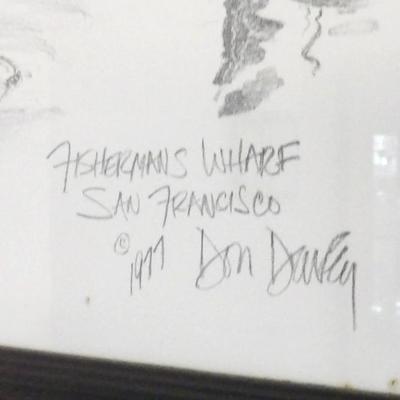 FISHERMANS WHARF
SAN FRANCISCO
© 1977 Don Davey